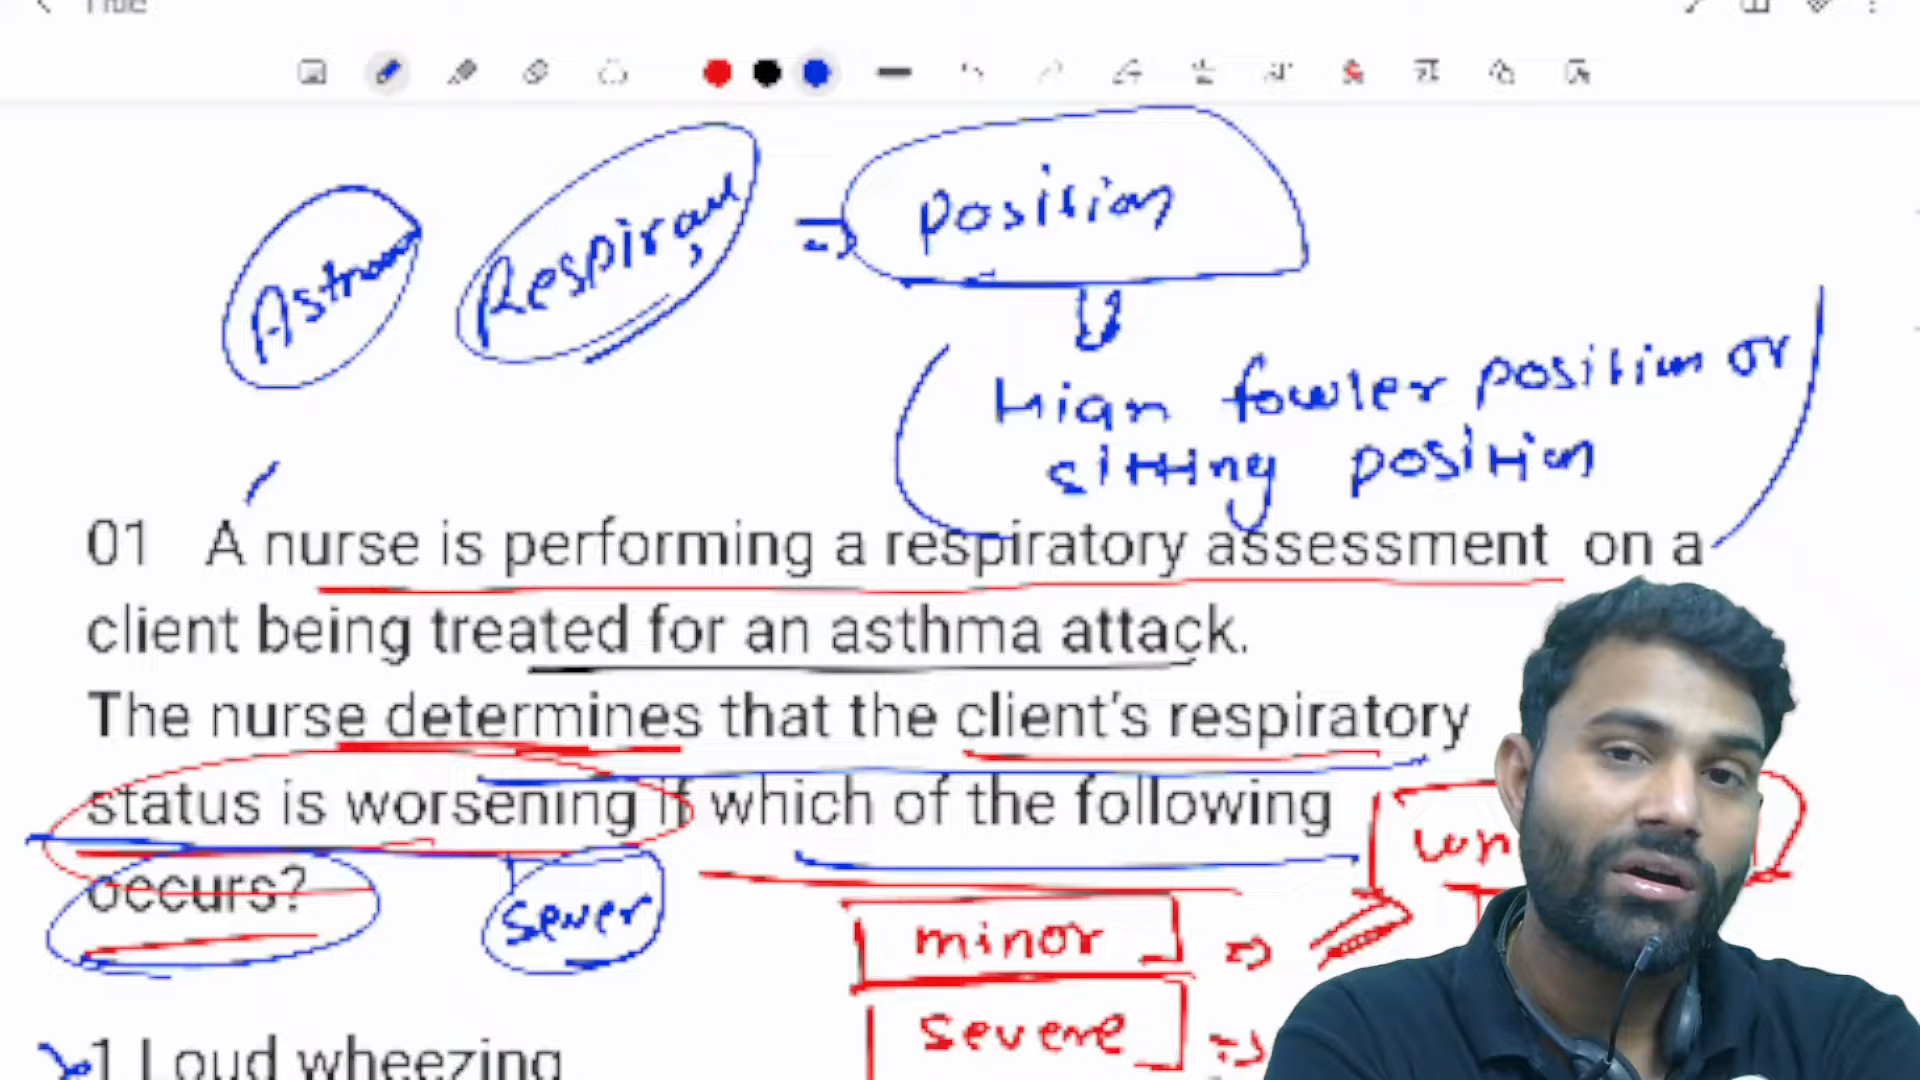 Title
Respirat
position
High fowler position or
sitting position
01 A nurse is performing a respiratory assessment on a
client being treated for an asthma attack.
The nurse determines that the client's respiratory
status is worsening if which of the following
occurs?
sever
minor
severe
1 Loud wheezing